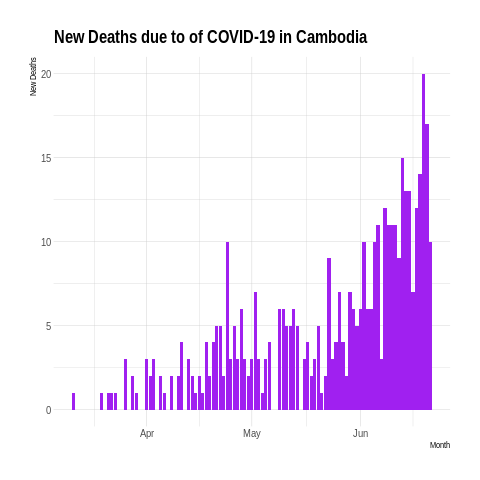 New Deaths due to of COVID-19 in Cambodia
New Deaths
20
15
10
5
0
Apr
May
Jun
Month